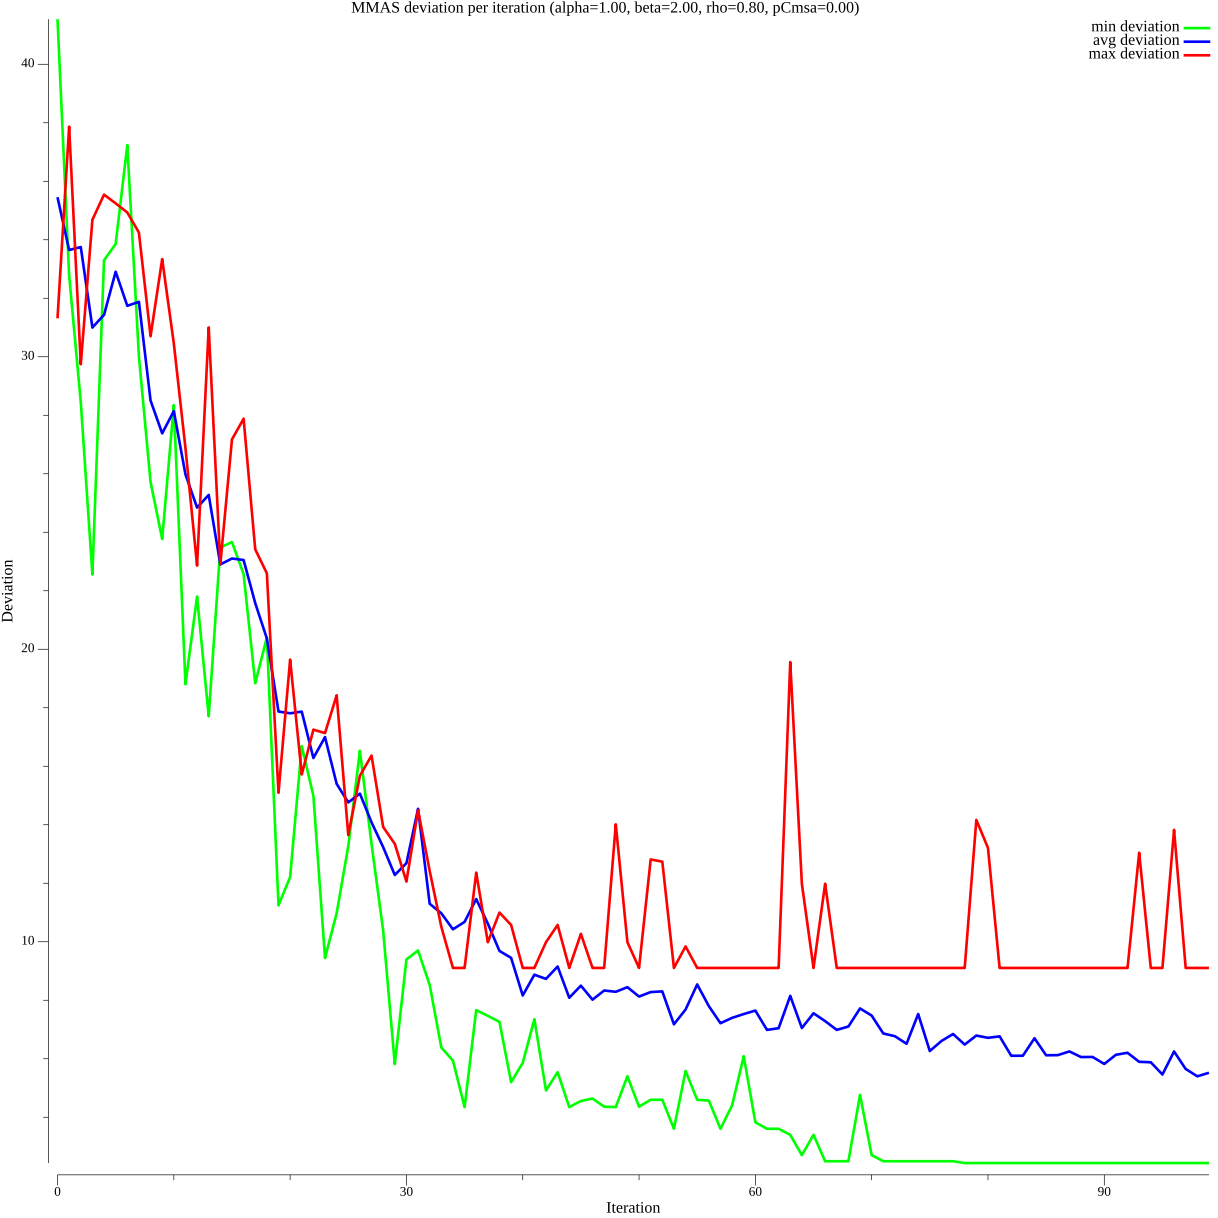 MMAS deviation per iteration (alpha=1.00, beta=2.00, rho=0.80, pCmsa=0.00)
min deviation
avg deviation
max deviation
40
30
20
10
Deviation
0
30
60
90
Iteration